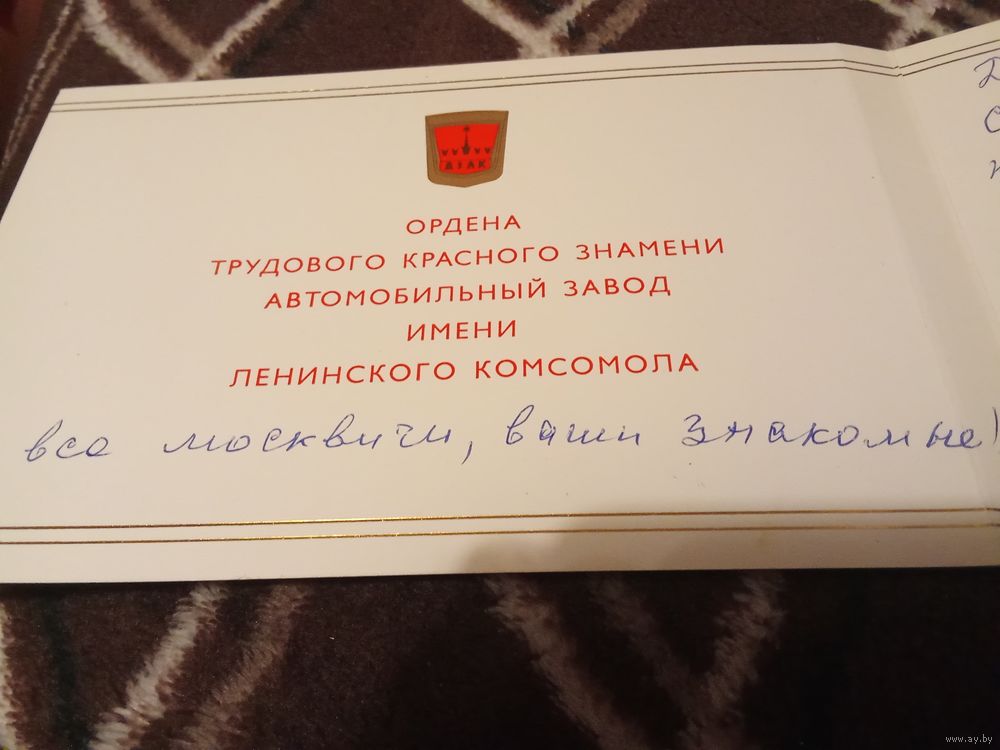 АЗЛК
ОРДЕНА
ТРУДОВОГО КРАСНОГО ЗНАМЕНИ
АВТОМОБИЛЬНЫЙ ЗАВОД
ИМЕНИ
ЛЕНИНСКОГО КОМСОМОЛА
все москвичи, ваши знакомые)
www.ay.by